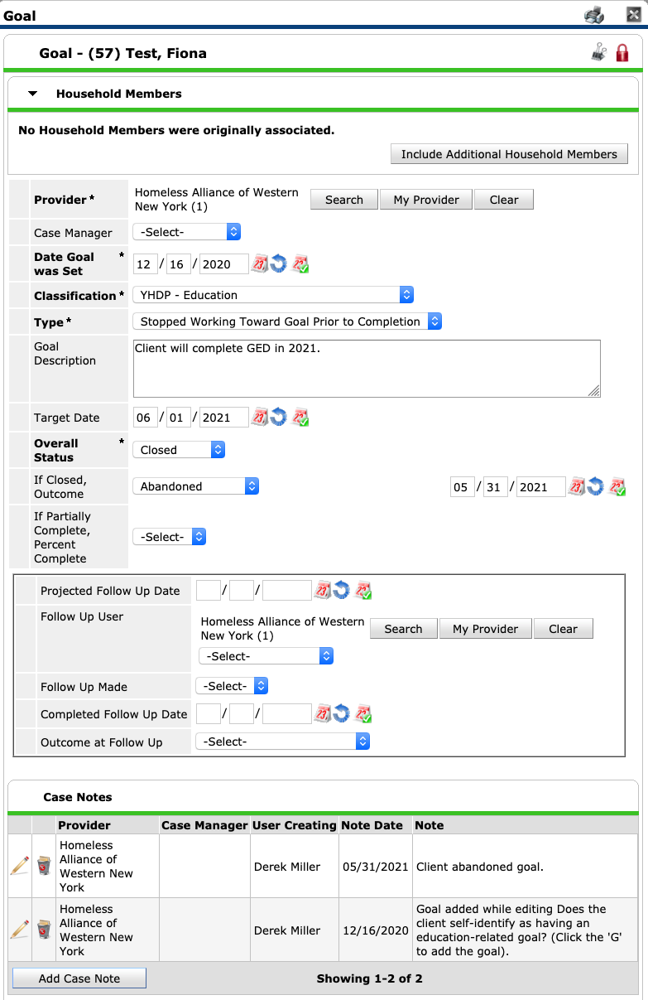 Goal
Goal - (57) Test, Fiona
Household Members
No Household Members were originally associated.
Include Additional Household Members
Provider *
Homeless Alliance of Western
New York (1)
Search
My Provider
Clear
Case Manager
-Select-
Date Goal *
was Set
12 / 16 / 2020
Classification *
YHDP - Education
Type *
Stopped Working Toward Goal Prior to Completion
Goal
Description
Client will complete GED in 2021.
Target Date
06 / 01 / 2021
Overall *
Status
Closed
If Closed,
Outcome
Abandoned
05 / 31 / 2021
If Partially
Complete,
Percent
Complete
-Select-
Projected Follow Up Date
/ /
Follow Up User
Homeless Alliance of Western
New York (1)
Search
My Provider
Clear
-Select-
Follow Up Made
-Select-
Completed Follow Up Date
/ /
Outcome at Follow Up
-Select-
Case Notes
Provider Case Manager User Creating Note Date Note
Homeless
Alliance of
Western New
York
Derek Miller
05/31/2021
Client abandoned goal.
Homeless
Alliance of
Western New
York
Derek Miller
12/16/2020
Goal added while editing Does the
client self-identify as having an
education-related goal? (Click the 'G'
to add the goal).
Add Case Note
Showing 1-2 of 2